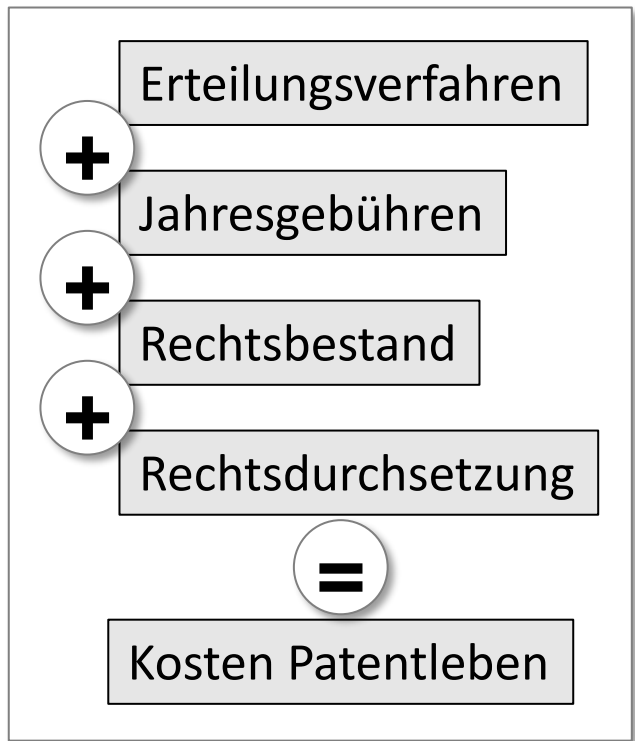 Erteilungsverfahren
+
Jahresgebühren
+
Rechtsbestand
+
Rechtsdurchsetzung
=
Kosten Patentleben